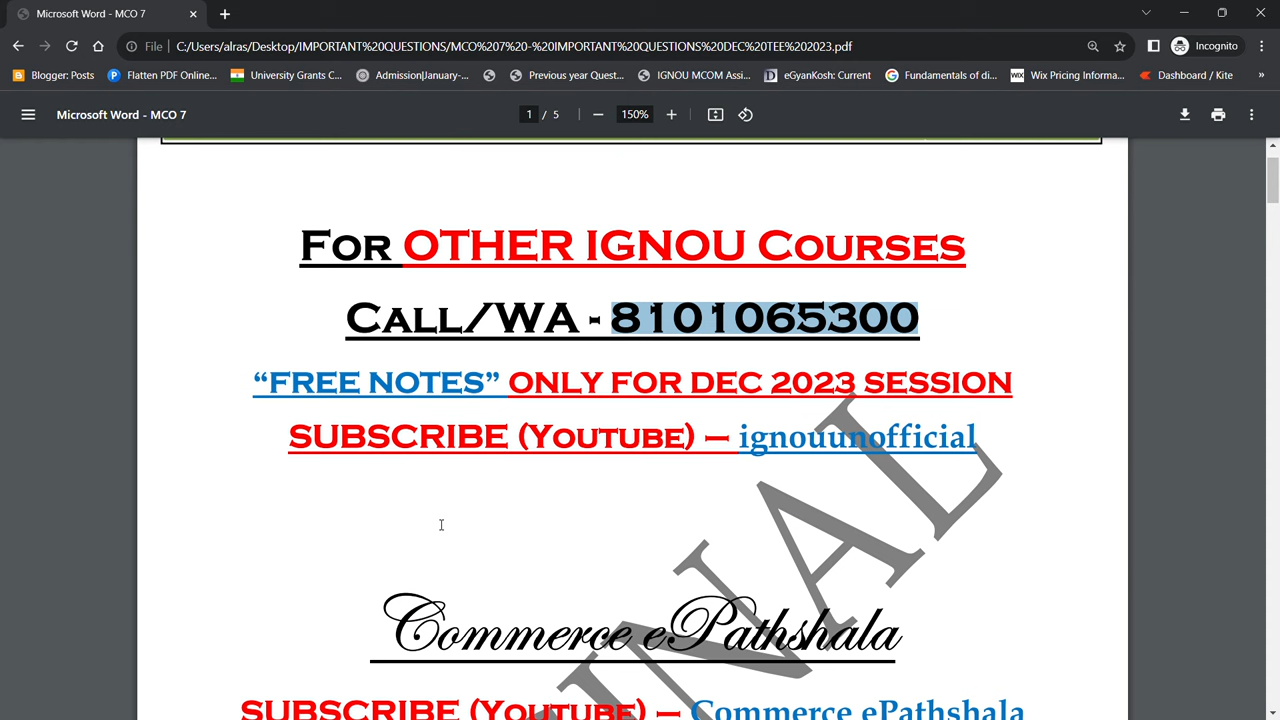 Microsoft Word - MCO 7
Incognito
File C:/Users/alras/Desktop/IMPORTANT%20QUESTIONS/MCO%207%20-%20IMPORTANT%20QUESTIONS%20DEC%20TEE%202023.pdf
Blogger: Posts Flatten PDF Online... University Grants C... Admission|January-... Previous year Quest... IGNOU MCOM Assi... eGyanKosh: Current Fundamentals of di... Wix Pricing Informa... Dashboard / Kite »
Microsoft Word - MCO 7 1 / 5 150%
For OTHER IGNOU Courses
Call/WA - 8101065300
“FREE NOTES” ONLY FOR DEC 2023 SESSION
SUBSCRIBE (Youtube) – ignouunofficial
Commerce ePathshala
SUBSCRIBE (Youtube) – Commerce ePathshala